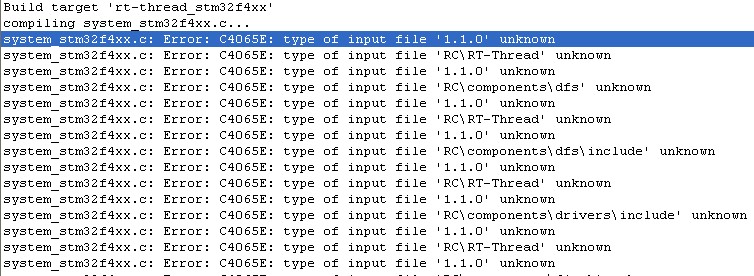 Build target 'rt-thread_stm32f4xx'
compiling system_stm32f4xx.c...
system_stm32f4xx.c: Error: C4065E: type of input file '1.1.0' unknown
system_stm32f4xx.c: Error: C4065E: type of input file 'RC\RT-Thread' unknown
system_stm32f4xx.c: Error: C4065E: type of input file '1.1.0' unknown
system_stm32f4xx.c: Error: C4065E: type of input file 'RC\components\dfs' unknown
system_stm32f4xx.c: Error: C4065E: type of input file '1.1.0' unknown
system_stm32f4xx.c: Error: C4065E: type of input file 'RC\RT-Thread' unknown
system_stm32f4xx.c: Error: C4065E: type of input file '1.1.0' unknown
system_stm32f4xx.c: Error: C4065E: type of input file 'RC\components\dfs\include' unknown
system_stm32f4xx.c: Error: C4065E: type of input file '1.1.0' unknown
system_stm32f4xx.c: Error: C4065E: type of input file 'RC\RT-Thread' unknown
system_stm32f4xx.c: Error: C4065E: type of input file '1.1.0' unknown
system_stm32f4xx.c: Error: C4065E: type of input file 'RC\components\drivers\include' unknown
system_stm32f4xx.c: Error: C4065E: type of input file '1.1.0' unknown
system_stm32f4xx.c: Error: C4065E: type of input file 'RC\RT-Thread' unknown
system_stm32f4xx.c: Error: C4065E: type of input file '1.1.0' unknown